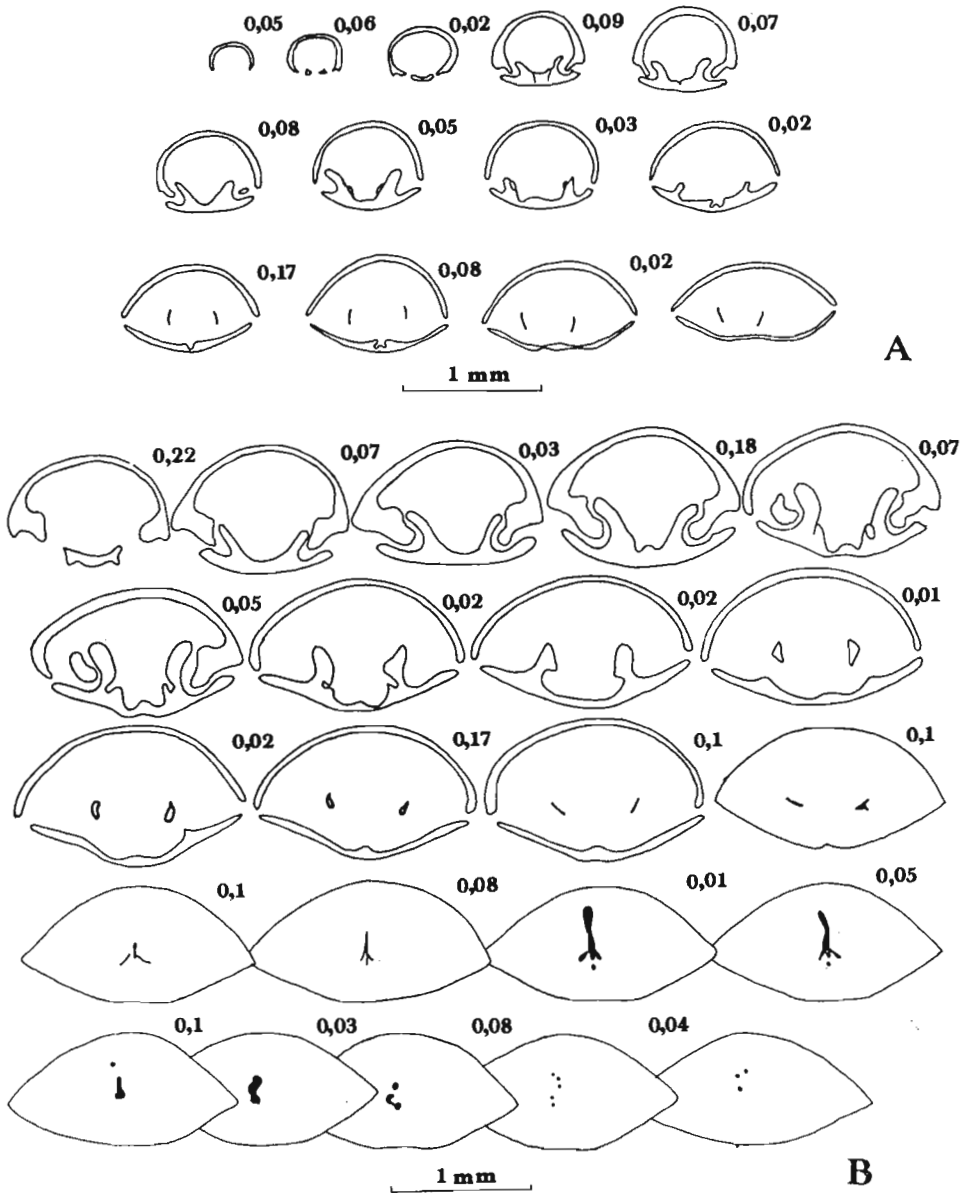 0,05 0,06 0,02 0,09 0,07
0,08 0,05 0,03 0,02
0,17 0,08 0,02
A
1 mm
0,22 0,07 0,03 0,18 0,07
0,05 0,02 0,02 0,01
0,02 0,17 0,1 0,1
0,1 0,08 0,01 0,05
0,1 0,03 0,08 0,04
B
1 mm